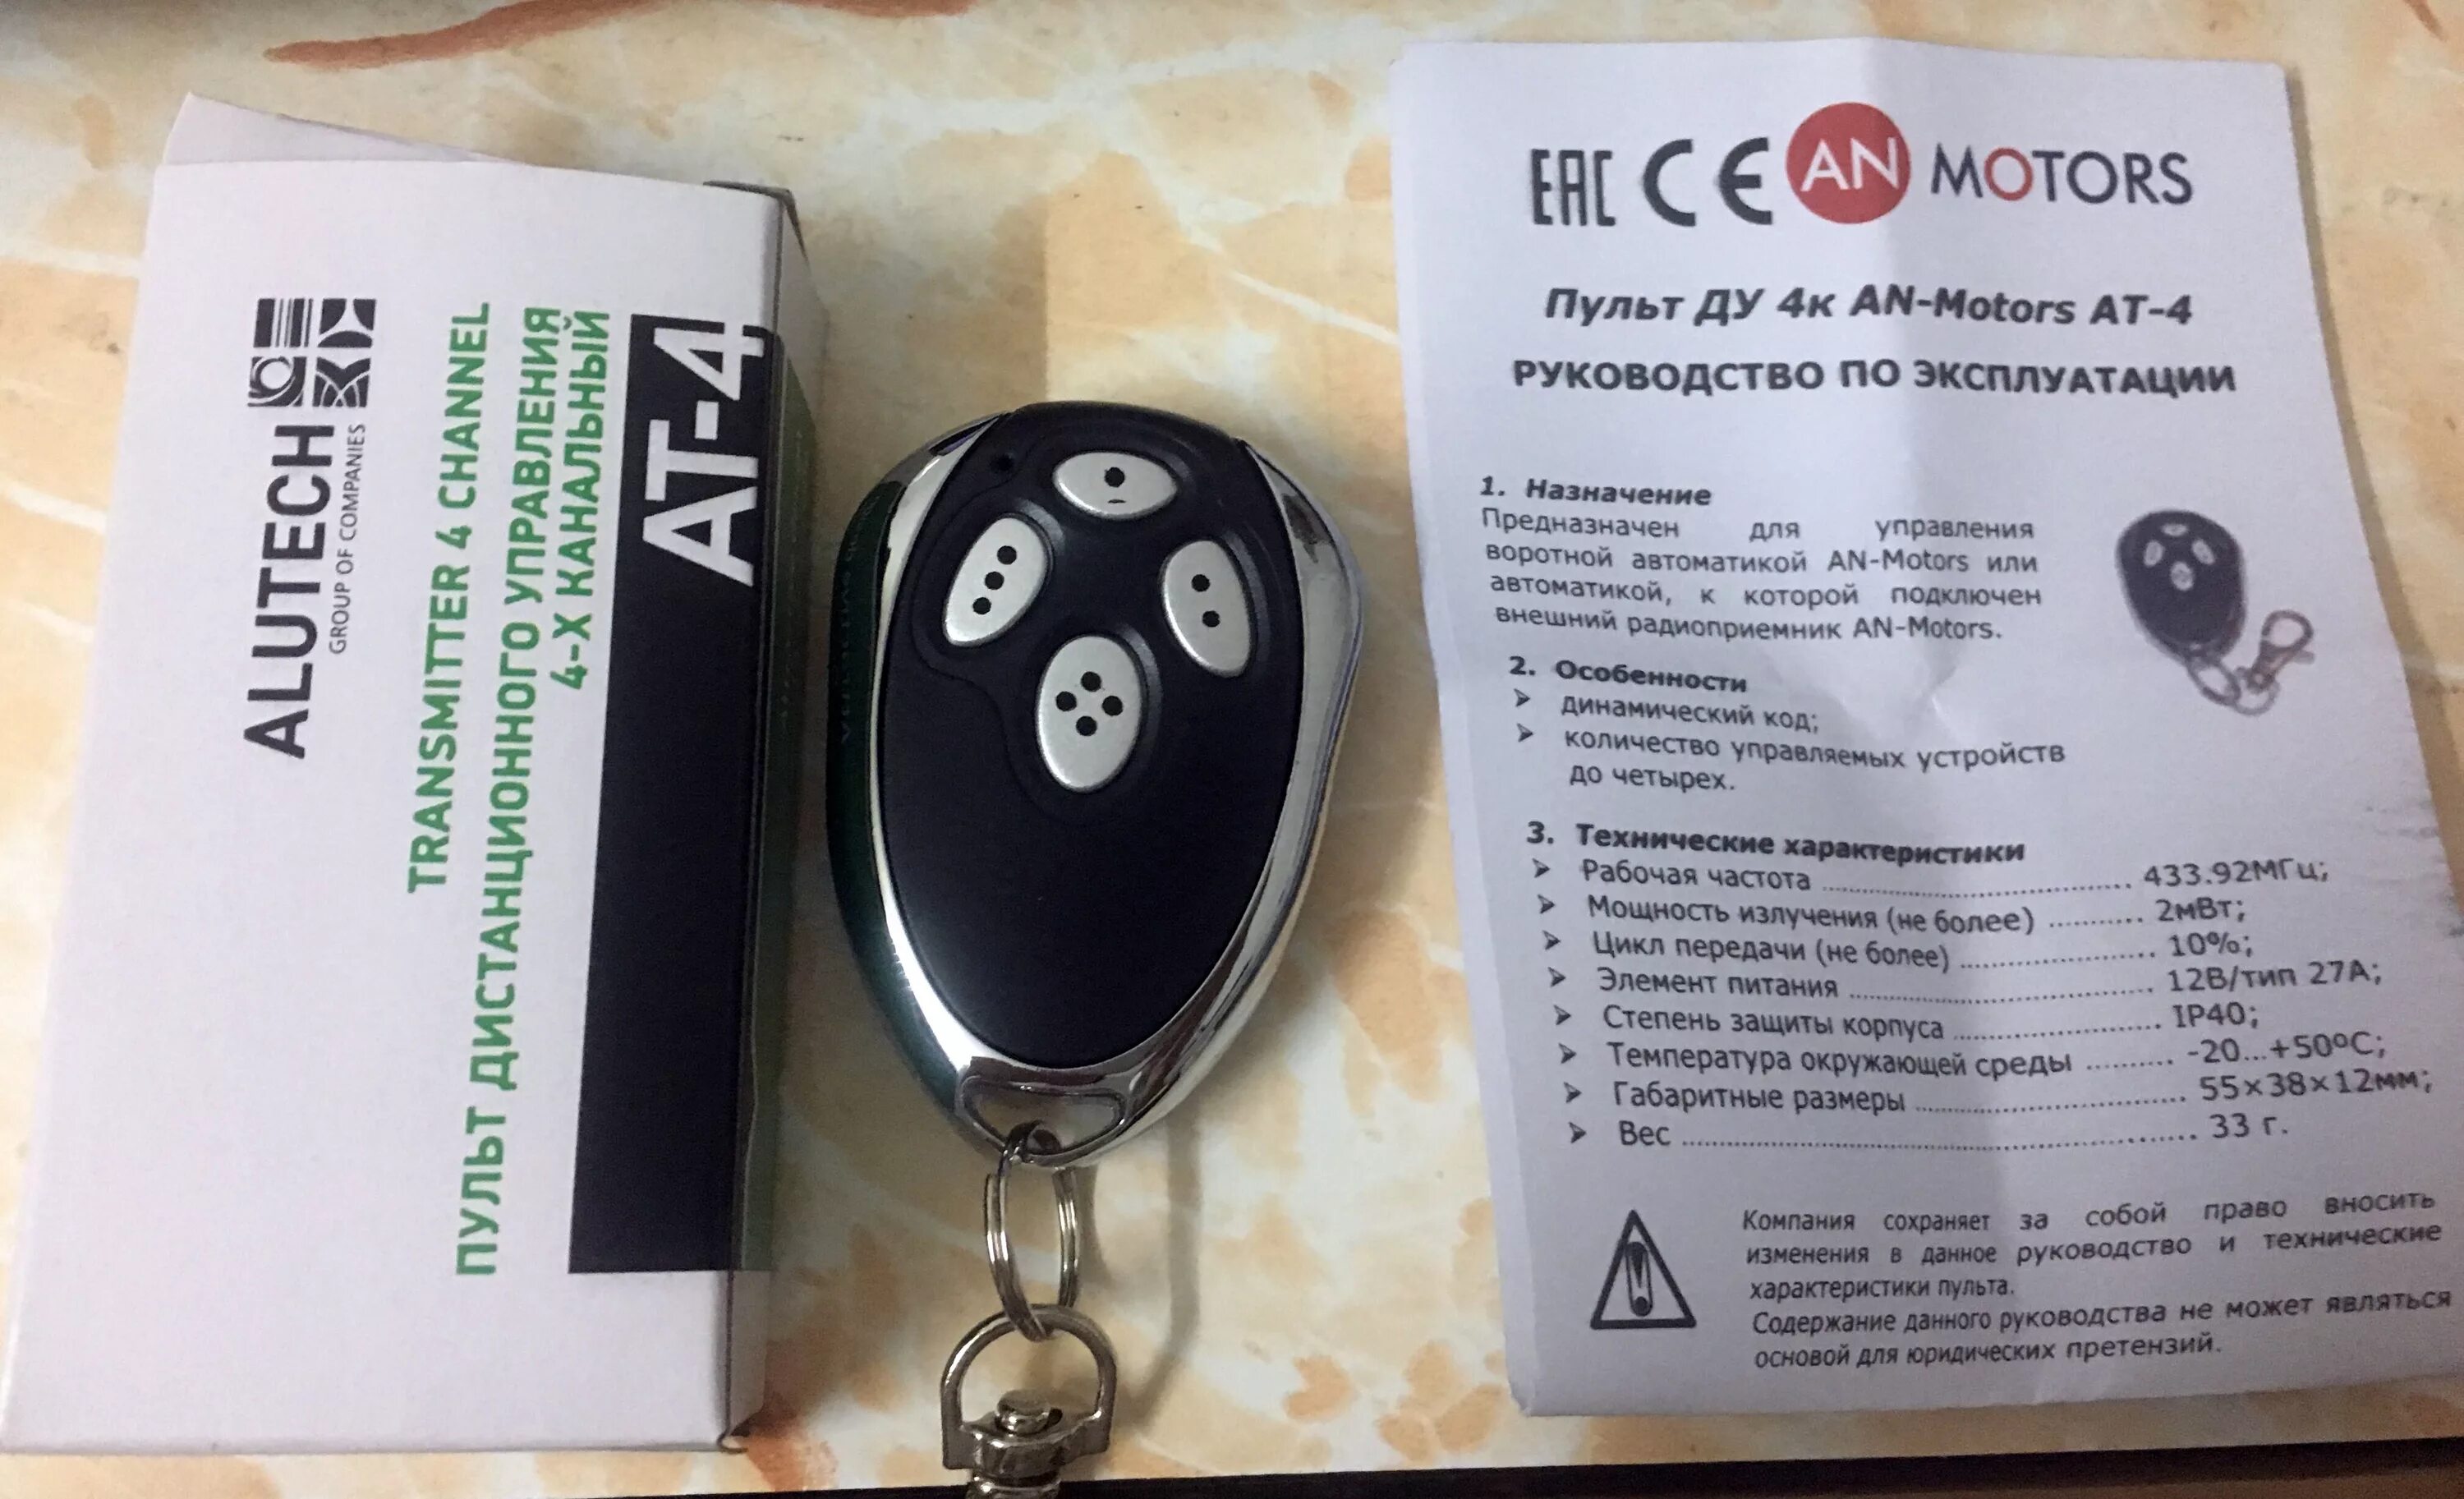 ALUTECH
GROUP OF COMPANIES
TRANSMITTER 4 CHANNEL
ПУЛЬТ ДИСТАНЦИОННОГО УПРАВЛЕНИЯ
4-Х КАНАЛЬНЫЙ
AT-4
EAC CE AN MOTORS
Пульт ДУ 4к AN-Motors AT-4
РУКОВОДСТВО ПО ЭКСПЛУАТАЦИИ
1. Назначение
Предназначен для управления
воротной автоматикой AN-Motors или
автоматикой, к которой подключен
внешний радиоприемник AN-Motors.
2. Особенности
➢ динамический код;
➢ количество управляемых устройств
до четырех.
3. Технические характеристики
➢ Рабочая частота ........................ 433.92МГц;
➢ Мощность излучения (не более) .......... 2мВт;
➢ Цикл передачи (не более) .................. 10%;
➢ Элемент питания ........................ 12В/тип 27А;
➢ Степень защиты корпуса .................... IP40;
➢ Температура окружающей среды ......... -20...+50ºС;
➢ Габаритные размеры ........................ 55×38×12мм;
➢ Вес ................................................ 33 г.
Компания сохраняет за собой право вносить
изменения в данное руководство и технические
характеристики пульта.
Содержание данного руководства не может являться
основой для юридических претензий.